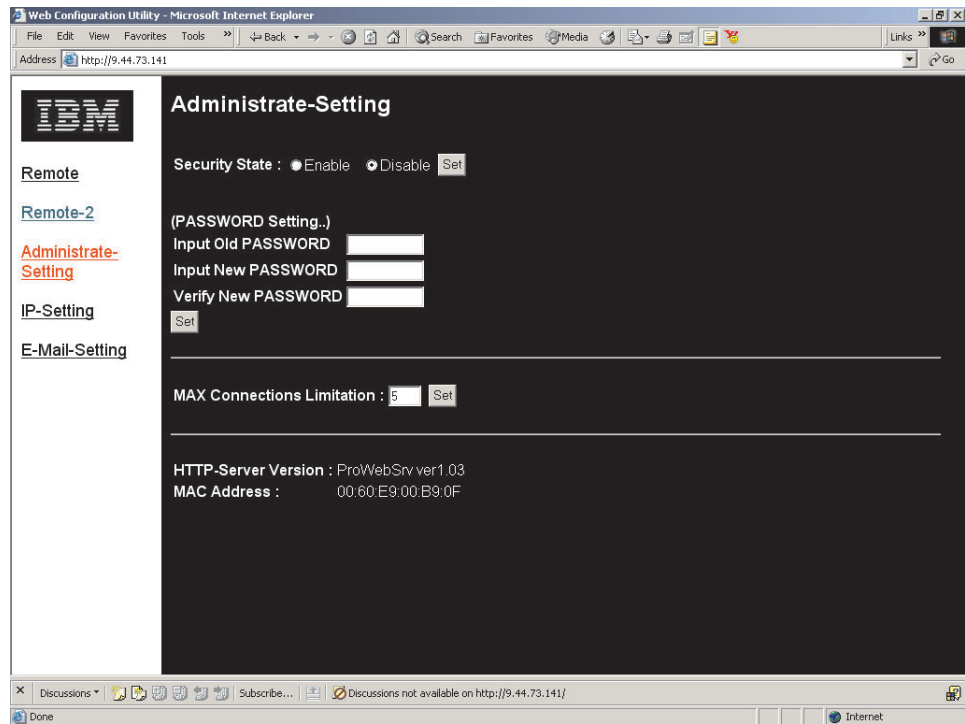 Web Configuration Utility - Microsoft Internet Explorer
File Edit View Favorites Tools » Back Search Favorites Media Links »
Address http://9.44.73.141 Go
IBM
Remote
Remote-2
Administrate-
Setting
IP-Setting
E-Mail-Setting
Administrate-Setting
Security State : Enable Disable Set
(PASSWORD Setting..)
Input Old PASSWORD
Input New PASSWORD
Verify New PASSWORD
Set
MAX Connections Limitation : 5 Set
HTTP-Server Version : ProWebSrv ver1.03
MAC Address : 00:60:E9:00:B9:0F
Discussions Subscribe... Discussions not available on http://9.44.73.141/
Done Internet